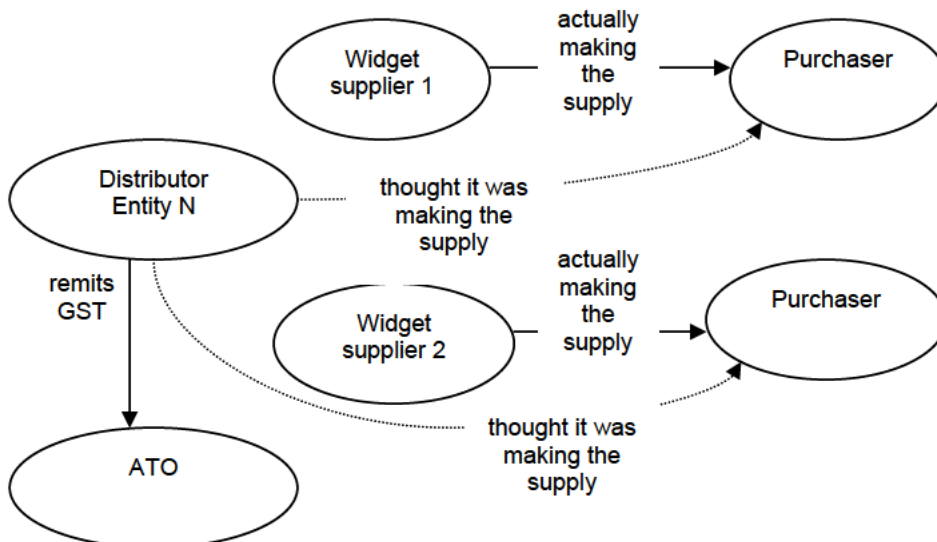 Widget
supplier 1
actually
making
the
supply
Purchaser
Distributor
Entity N
thought it was
making the
supply
remits
GST
actually
making
the
supply
Widget
supplier 2
Purchaser
thought it was
making the
supply
ATO